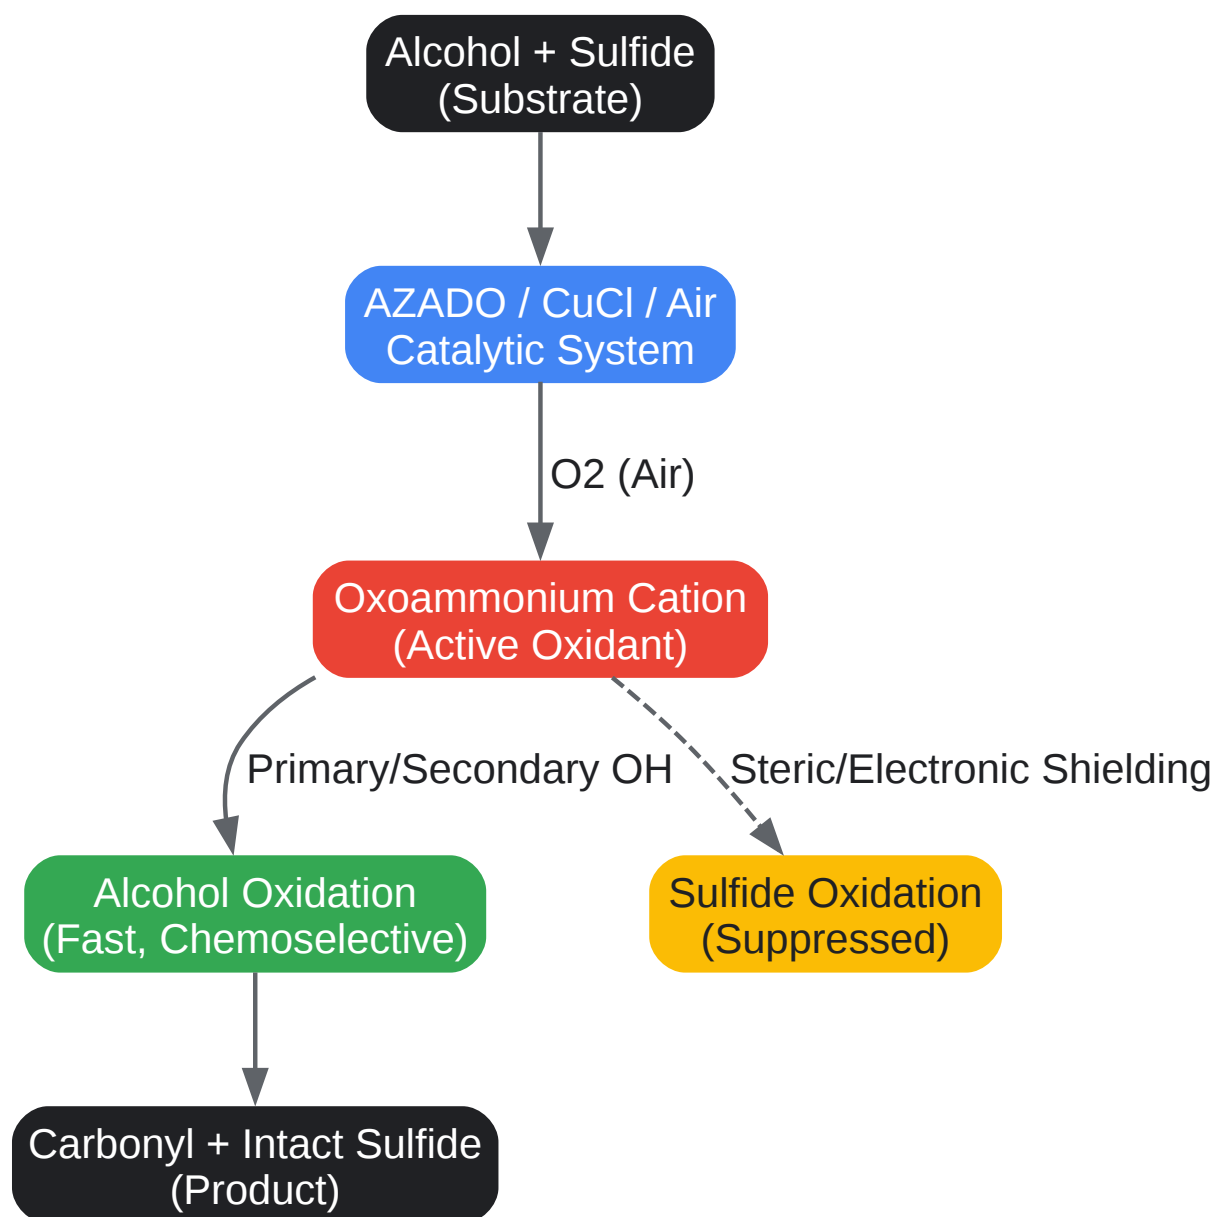 Alcohol + Sulfide
(Substrate)
AZADO / CuCl / Air
Catalytic System
O2 (Air)
Oxoammonium Cation
(Active Oxidant)
Primary/Secondary OH
Steric/Electronic Shielding
Alcohol Oxidation
(Fast, Chemoselective)
Sulfide Oxidation
(Suppressed)
Carbonyl + Intact Sulfide
(Product)